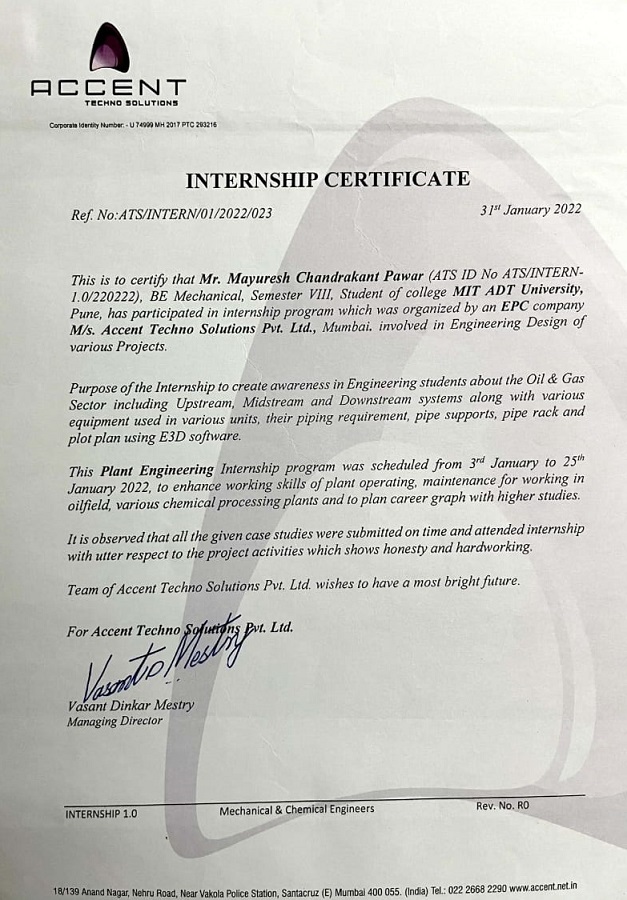 ACCENT
TECHNO SOLUTIONS
Corporate Identity Number: - U 74999 MH 2017 PTC 293216
INTERNSHIP CERTIFICATE
Ref. No:ATS/INTERN/01/2022/023
31st January 2022
This is to certify that Mr. Mayuresh Chandrakant Pawar (ATS ID No ATS/INTERN-
1.0/220222), BE Mechanical, Semester VIII, Student of college MIT ADT University,
Pune, has participated in internship program which was organized by an EPC company
M/s. Accent Techno Solutions Pvt. Ltd., Mumbai. involved in Engineering Design of
various Projects.
Purpose of the Internship to create awareness in Engineering students about the Oil & Gas
Sector including Upstream, Midstream and Downstream systems along with various
equipment used in various units, their piping requirement, pipe supports, pipe rack and
plot plan using E3D software.
This Plant Engineering Internship program was scheduled from 3rd January to 25th
January 2022, to enhance working skills of plant operating, maintenance for working in
oilfield, various chemical processing plants and to plan career graph with higher studies.
It is observed that all the given case studies were submitted on time and attended internship
with utter respect to the project activities which shows honesty and hardworking.
Team of Accent Techno Solutions Pvt. Ltd. wishes to have a most bright future.
For Accent Techno Solutions Pvt. Ltd.
Vasant D Mestry
Vasant Dinkar Mestry
Managing Director
INTERNSHIP 1.0
Mechanical & Chemical Engineers
Rev. No. R0
18/139 Anand Nagar, Nehru Road, Near Vakola Police Station, Santacruz (E) Mumbai 400 055. (India) Tel.: 022 2668 2290 www.accent.net.in